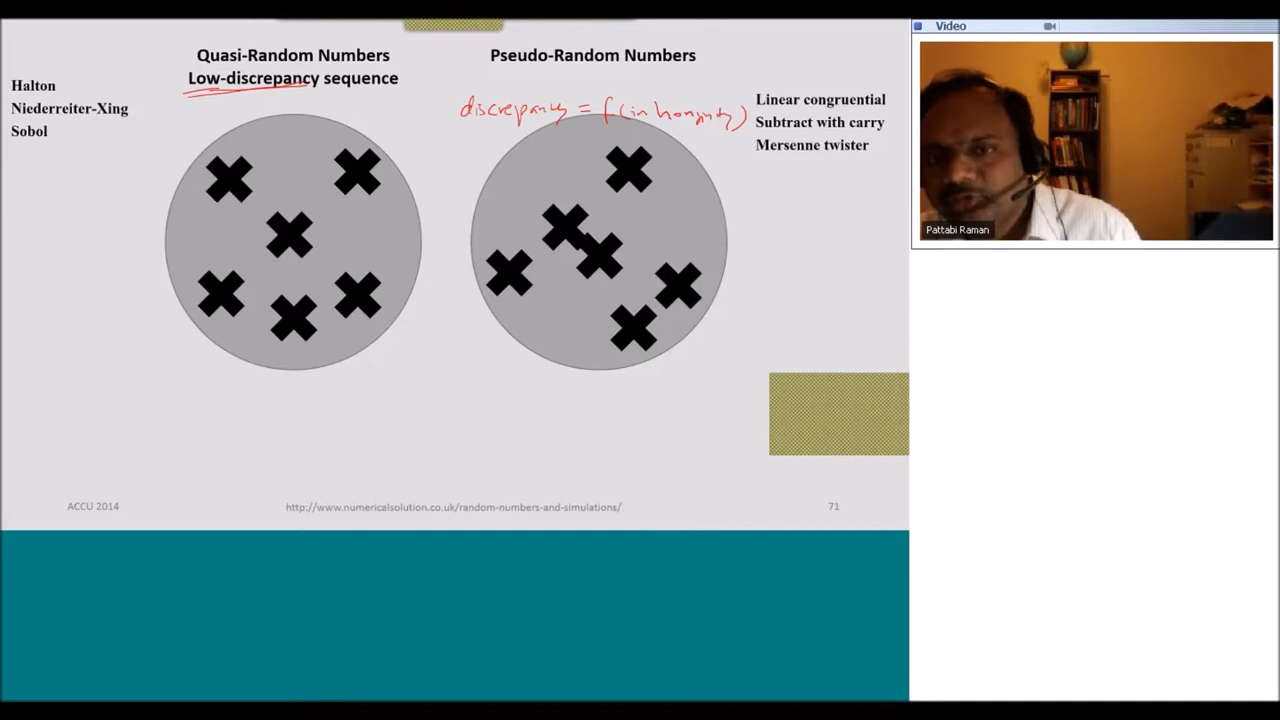 Quasi-Random Numbers
Low-discrepancy sequence
Pseudo-Random Numbers
Halton
Niederreiter-Xing
Sobol
discrepancy = f(in
Linear congruential
Subtract with carry
Mersenne twister
Video
Pattabi Raman
ACCU 2014
http://www.numericalsolution.co.uk/random-numbers-and-simulations/
71